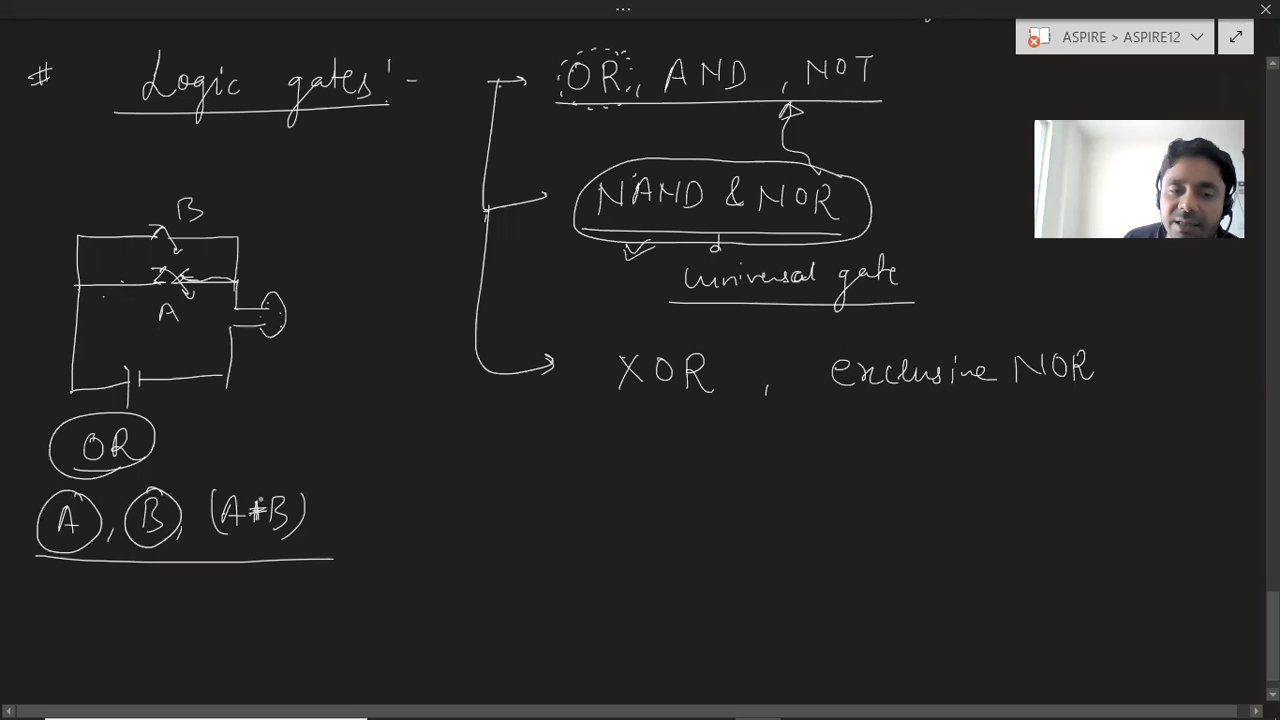 ASPIRE > ASPIRE12
# Logic gates:- OR, AND, NOT
NAND & NOR
universal gate
XOR, exclusive NOR
B
A
OR
A, B, (A+B)